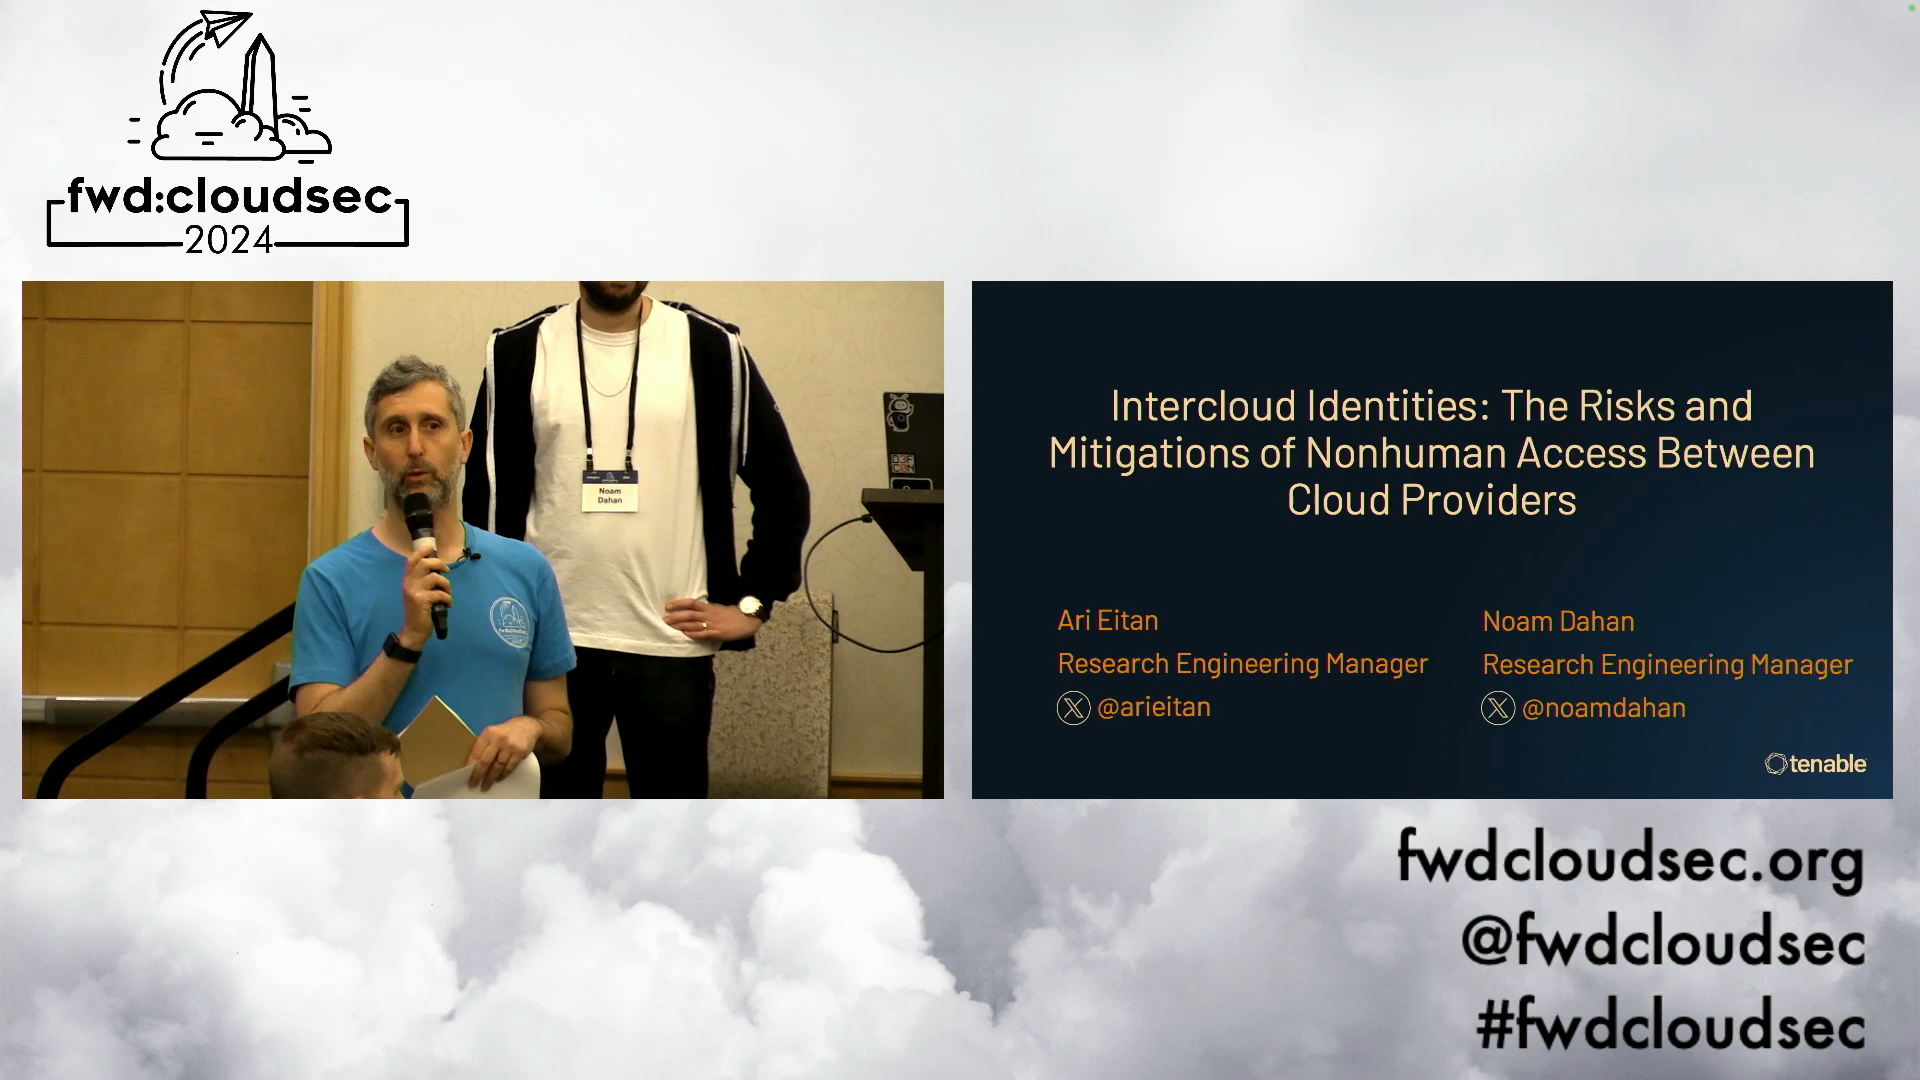 fwd:cloudsec
2024
Noam
Dahan
Intercloud Identities: The Risks and
Mitigations of Nonhuman Access Between
Cloud Providers
Ari Eitan
Research Engineering Manager
@arieitan
Noam Dahan
Research Engineering Manager
@noamdahan
tenable
fwdcloudsec.org
@fwdcloudsec
#fwdcloudsec